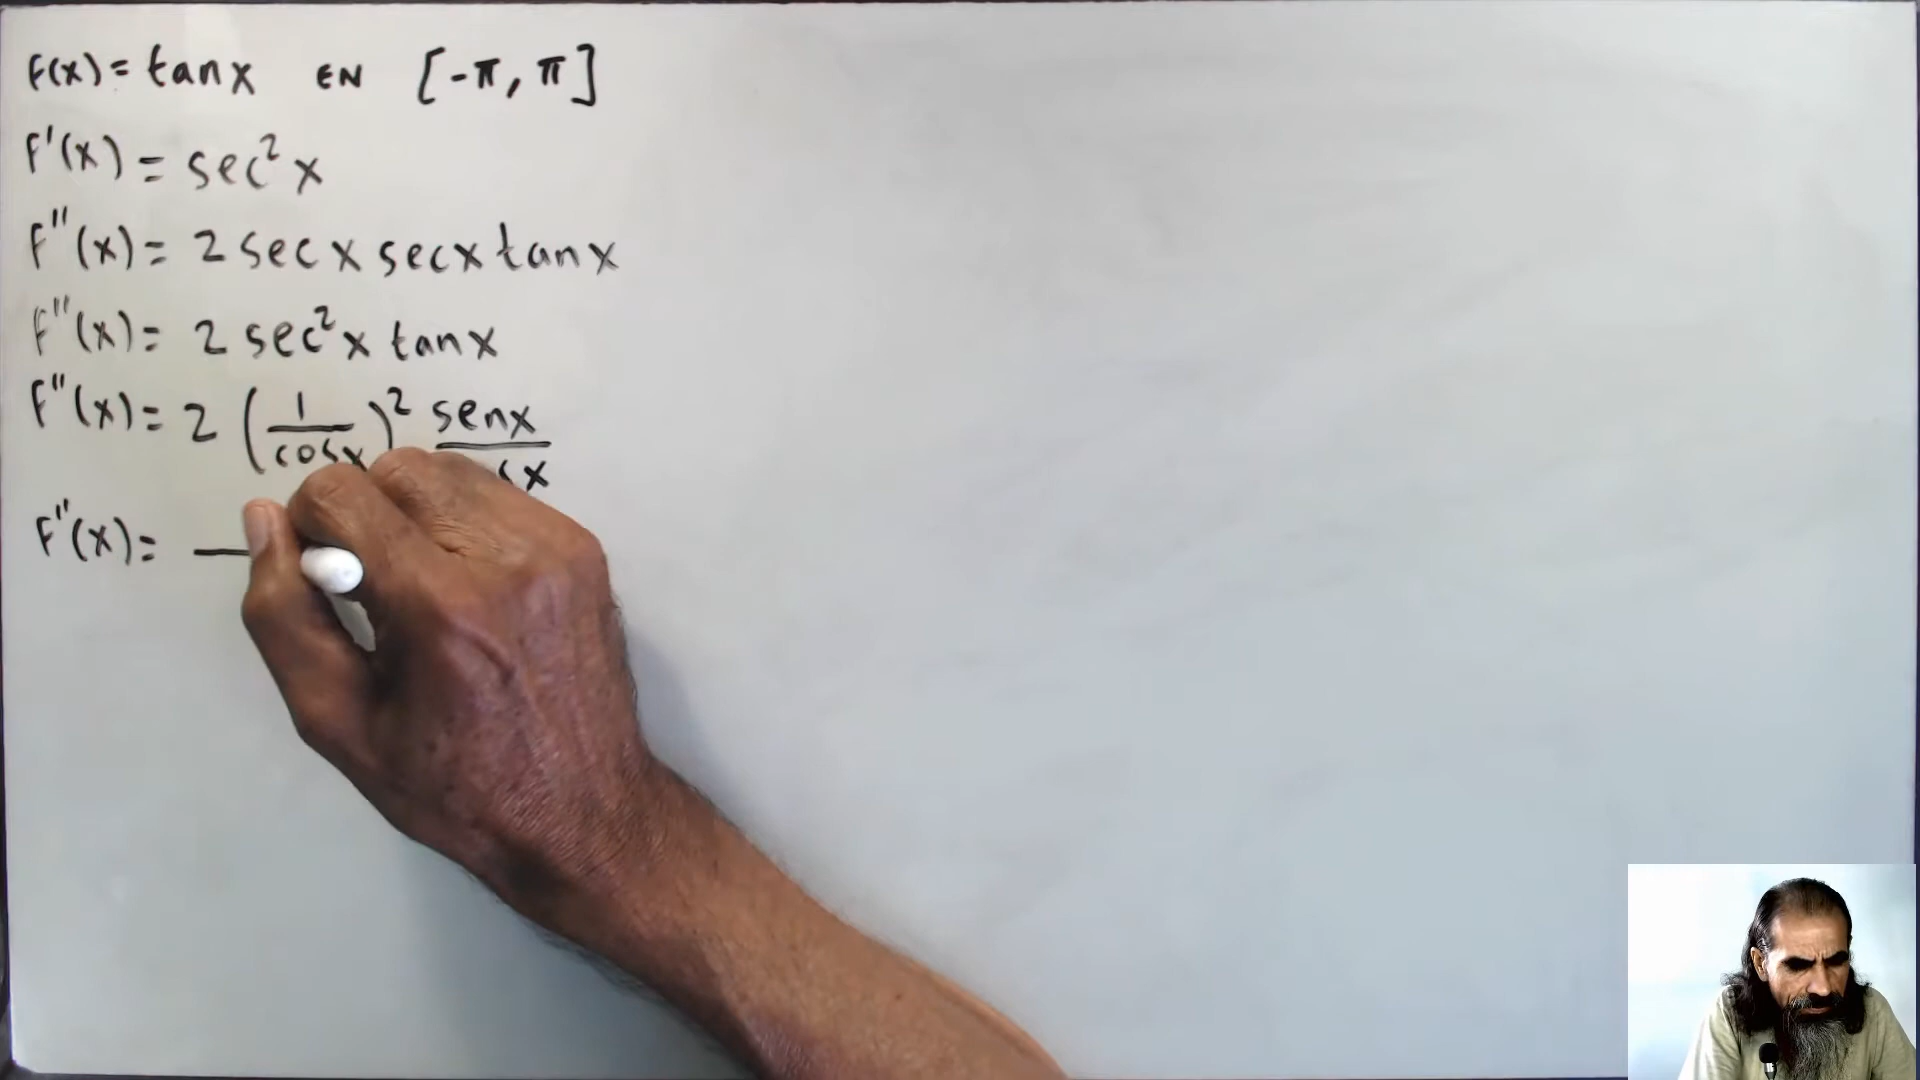 F(x) = tan x EN [-π, π]
F'(x) = sec² x
F''(x) = 2 sec x sec x tan x
F''(x) = 2 sec² x tan x
F''(x) = 2 (1/cos x)² sen x/
F''(x) =